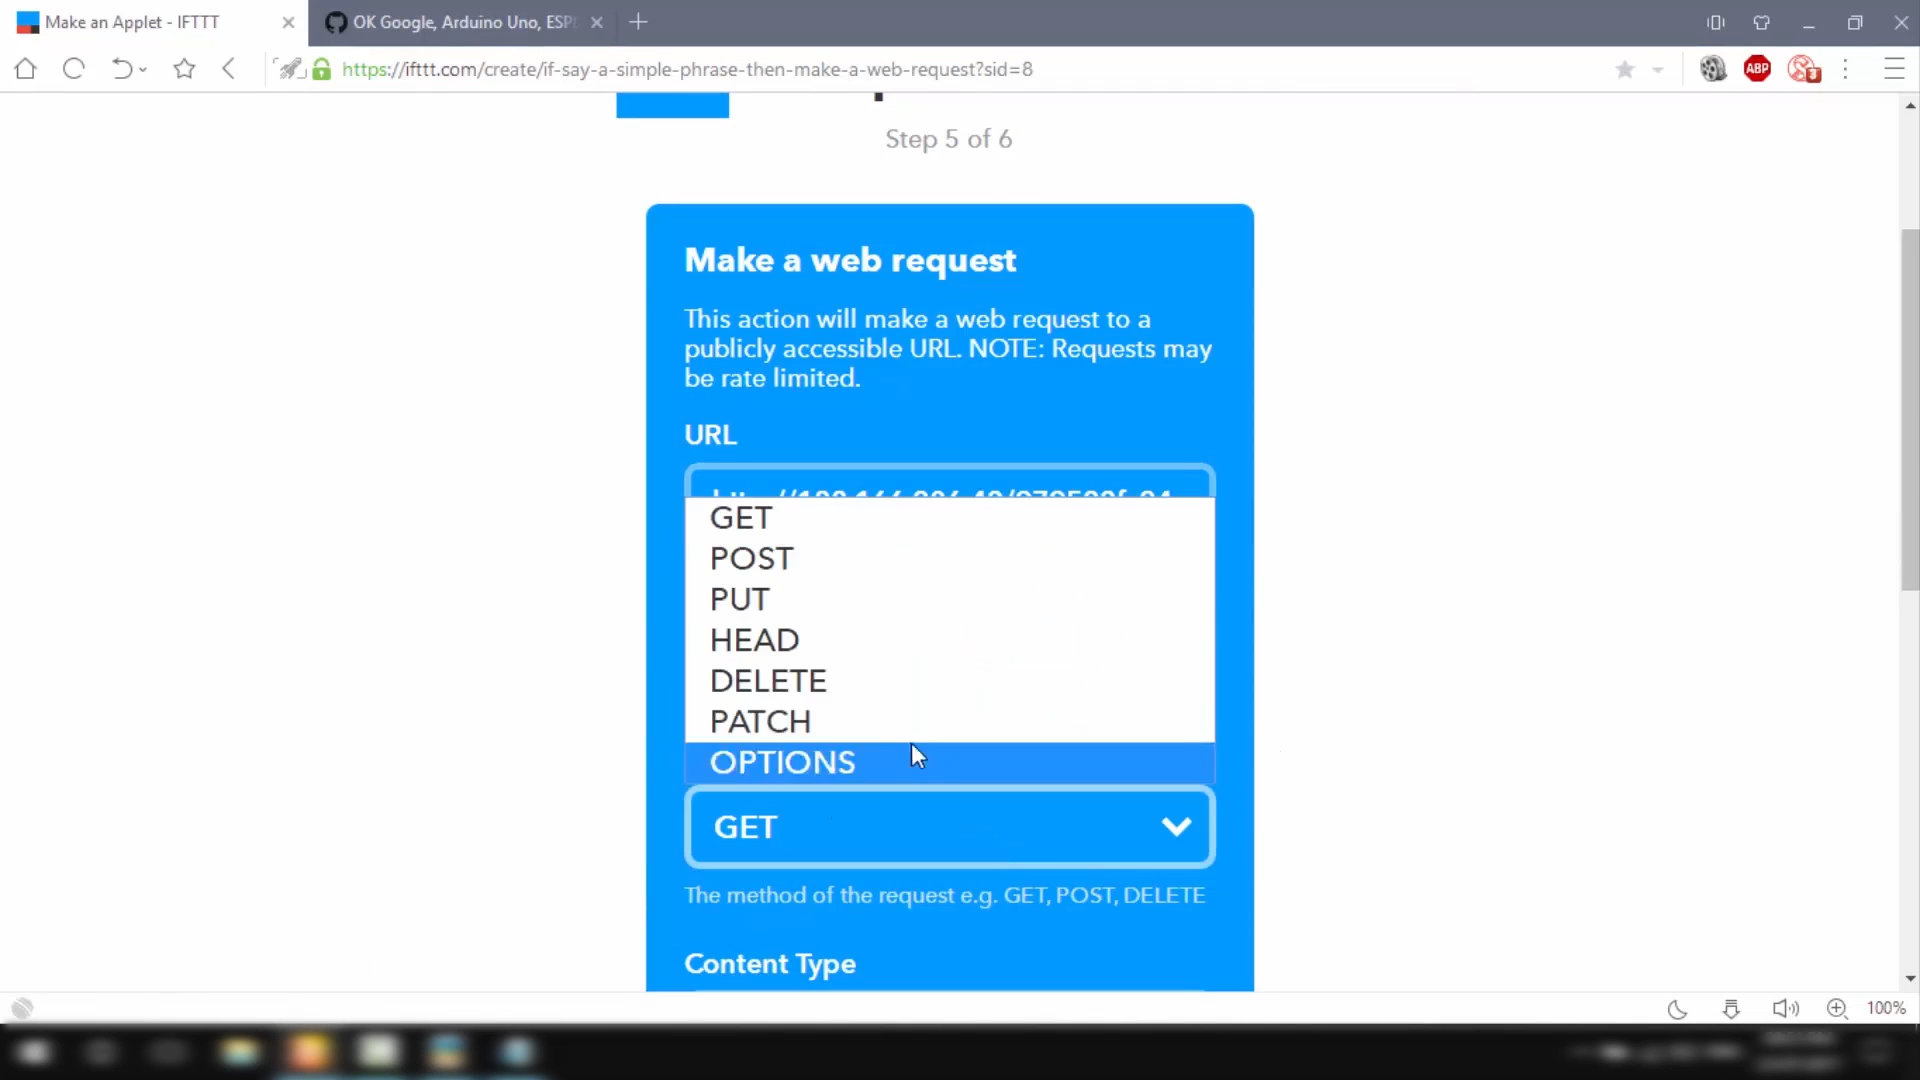 Make an Applet - IFTTT
OK Google, Arduino Uno, ESP
https://ifttt.com/create/if-say-a-simple-phrase-then-make-a-web-request?sid=8
ABP
3
Step 5 of 6
Make a web request
This action will make a web request to a
publicly accessible URL. NOTE: Requests may
be rate limited.
URL
GET
POST
PUT
HEAD
DELETE
PATCH
OPTIONS
GET
The method of the request e.g. GET, POST, DELETE
Content Type
100%